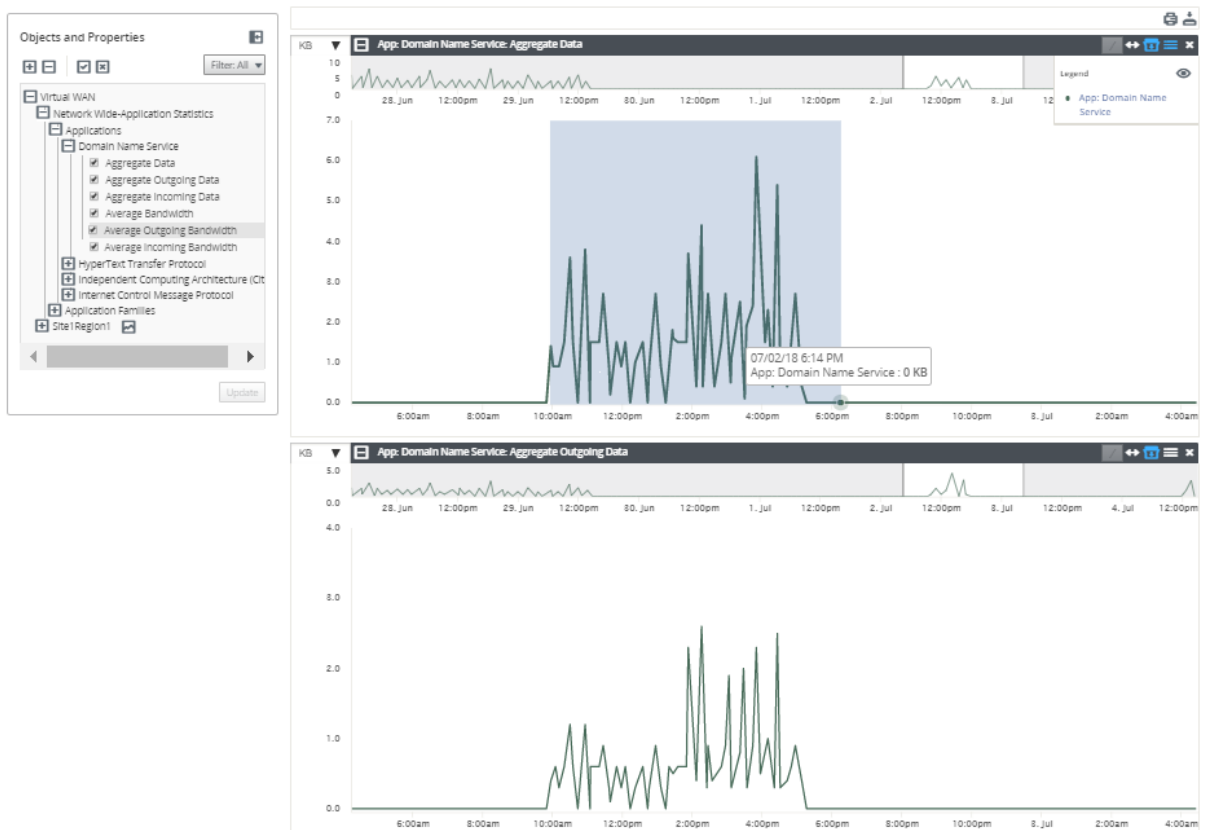 Objects and Properties
Filter: All
Virtual WAN
Network Wide-Application Statistics
Applications
Domain Name Service
Aggregate Data
Aggregate Outgoing Data
Aggregate Incoming Data
Average Bandwidth
Average Outgoing Bandwidth
Average Incoming Bandwidth
HyperText Transfer Protocol
Independent Computing Architecture (Cit
Internet Control Message Protocol
Application Families
Site1Region1
Update
KB App: Domain Name Service: Aggregate Data
10
5
0
28. Jun 12:00pm 29. Jun 12:00pm 30. Jun 12:00pm 1. Jul 12:00pm 2. Jul 12:00pm 3. Jul 12
Legend
App: Domain Name
Service
7.0
6.0
5.0
4.0
3.0
2.0
1.0
0.0
07/02/18 6:14 PM
App: Domain Name Service : 0 KB
6:00am 8:00am 10:00am 12:00pm 2:00pm 4:00pm 6:00pm 8:00pm 10:00pm 3. Jul 2:00am 4:00am
KB App: Domain Name Service: Aggregate Outgoing Data
5.0
0.0
28. Jun 12:00pm 29. Jun 12:00pm 30. Jun 12:00pm 1. Jul 12:00pm 2. Jul 12:00pm 3. Jul 12:00pm 4. Jul 12:00pm
4.0
3.0
2.0
1.0
0.0
6:00am 8:00am 10:00am 12:00pm 2:00pm 4:00pm 6:00pm 8:00pm 10:00pm 3. Jul 2:00am 4:00am